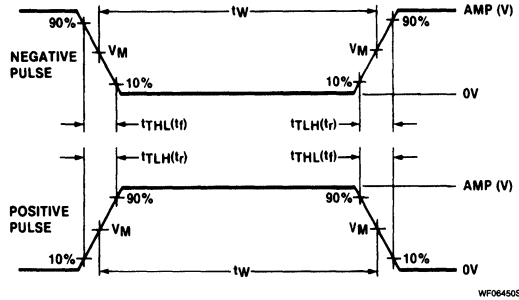 tW
AMP (V)
90%
90%
NEGATIVE
PULSE
VM
VM
10%
10%
0V
tTHL(tf)
tTLH(tr)
tTLH(tr)
tTHL(tf)
AMP (V)
POSITIVE
PULSE
90%
90%
VM
VM
10%
10%
0V
tW
WF06450S